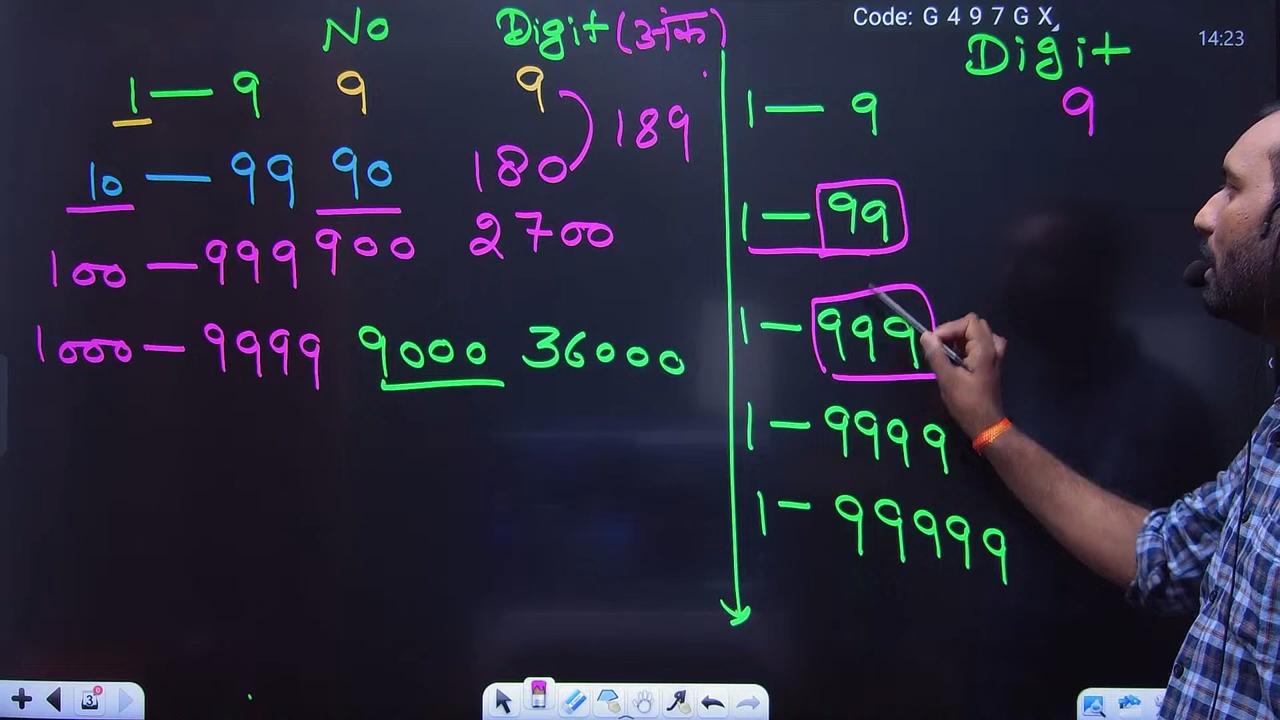 Code: G 4 9 7 G X
14:23
No Digit (अंक)
1 — 9 9 9
189
10 — 99 90 180
100 — 999 900 2700
1000 — 9999 9000 36000
Digit
1 — 9 9
1 — 99
1 — 999
1 — 9999
1 — 99999
3